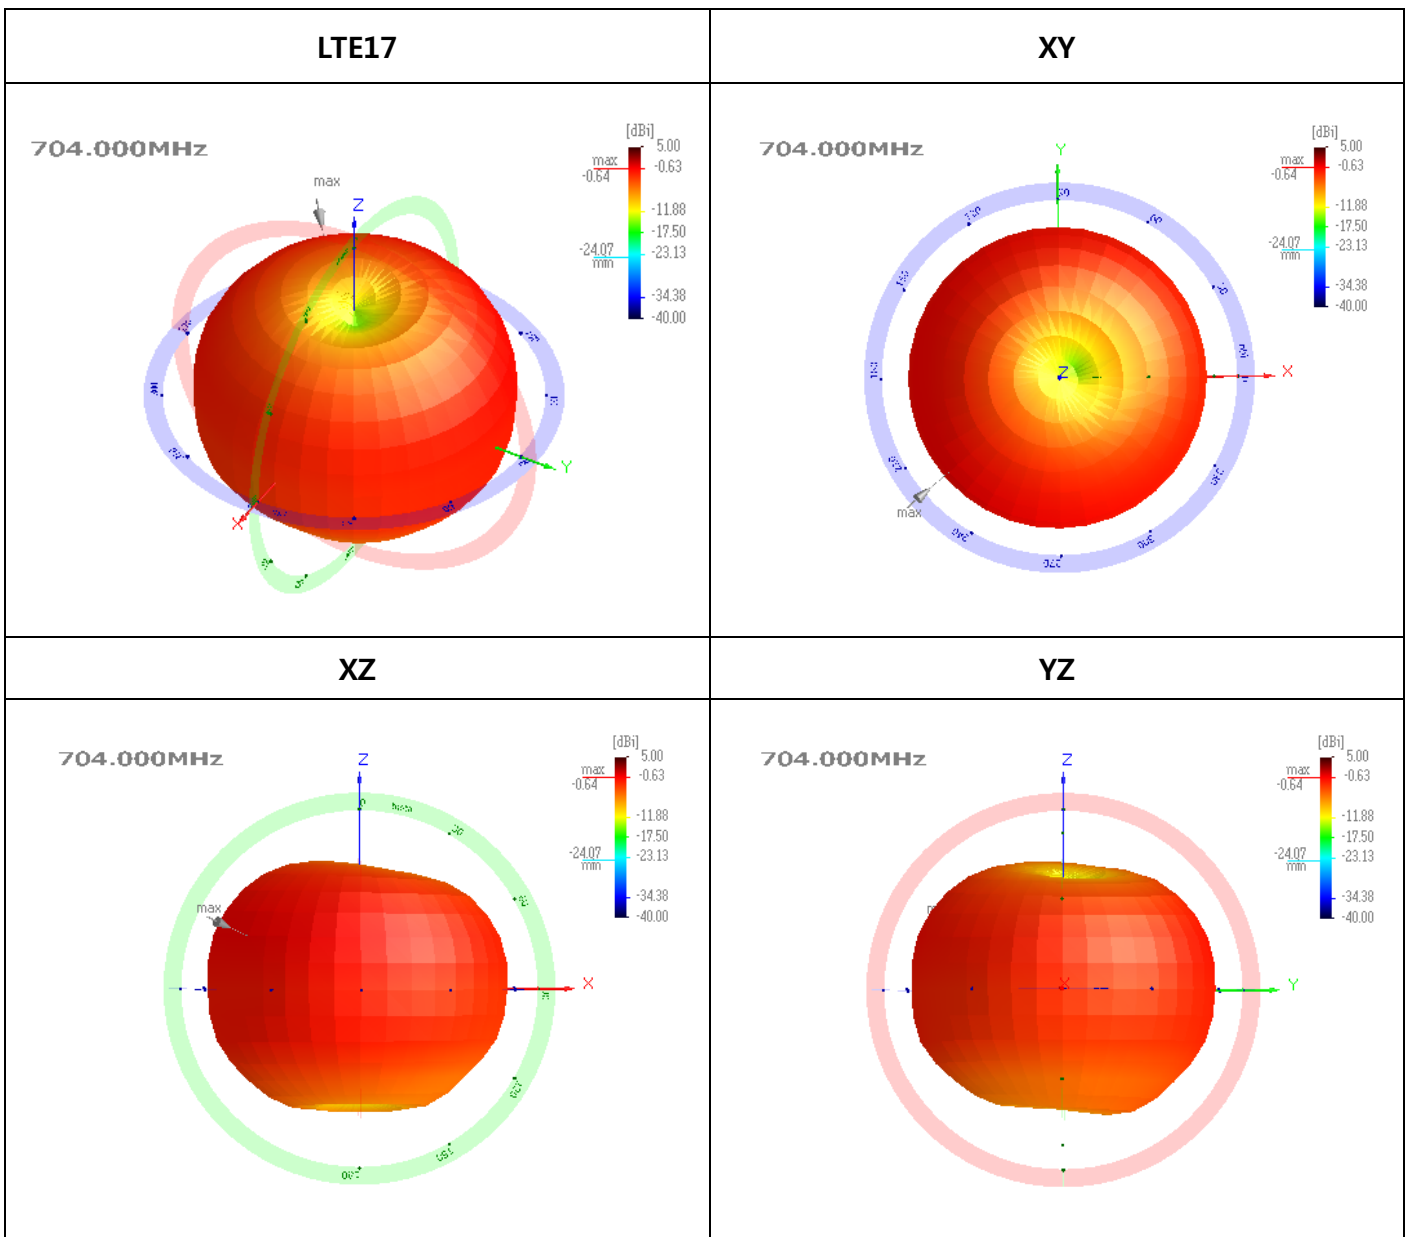 LTE17
XY
704.000MHz
[dBi]
5.00
max
-0.63
-0.64
-11.88
-17.50
-24.07
-23.13
min
-34.38
-40.00
max
Z
Y
X
704.000MHz
[dBi]
5.00
max
-0.63
-0.64
-11.88
-17.50
-24.07
-23.13
min
-34.38
-40.00
Y
Z
X
max
270
XZ
YZ
704.000MHz
[dBi]
5.00
max
-0.63
-0.64
-11.88
-17.50
-24.07
-23.13
min
-34.38
-40.00
Z
0
30
max
X
704.000MHz
[dBi]
5.00
max
-0.63
-0.64
-11.88
-17.50
-24.07
-23.13
min
-34.38
-40.00
Z
X
Y